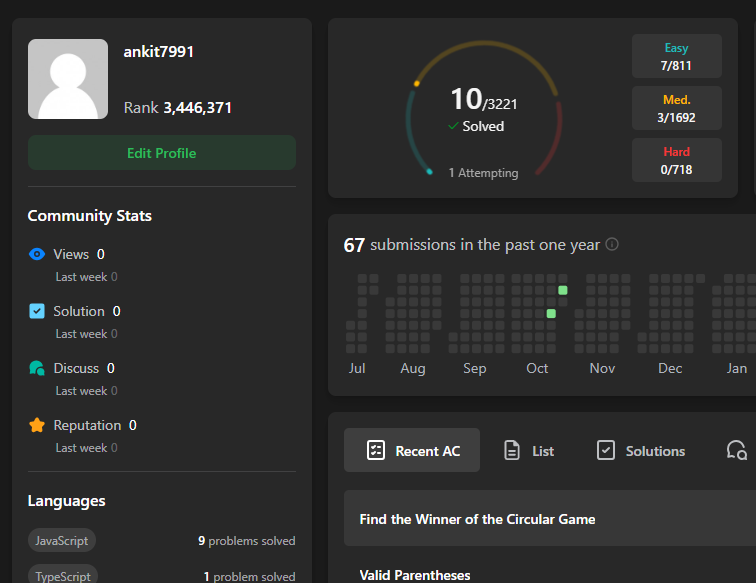 ankit7991
Rank 3,446,371
Edit Profile
Community Stats
Views 0
Last week 0
Solution 0
Last week 0
Discuss 0
Last week 0
Reputation 0
Last week 0
Languages
JavaScript 9 problems solved
TypeScript 1 problem solved
10/3221
Solved
1 Attempting
Easy
7/811
Med.
3/1692
Hard
0/718
67 submissions in the past one year
Jul Aug Sep Oct Nov Dec Jan
Recent AC List Solutions
Find the Winner of the Circular Game
Valid Parentheses